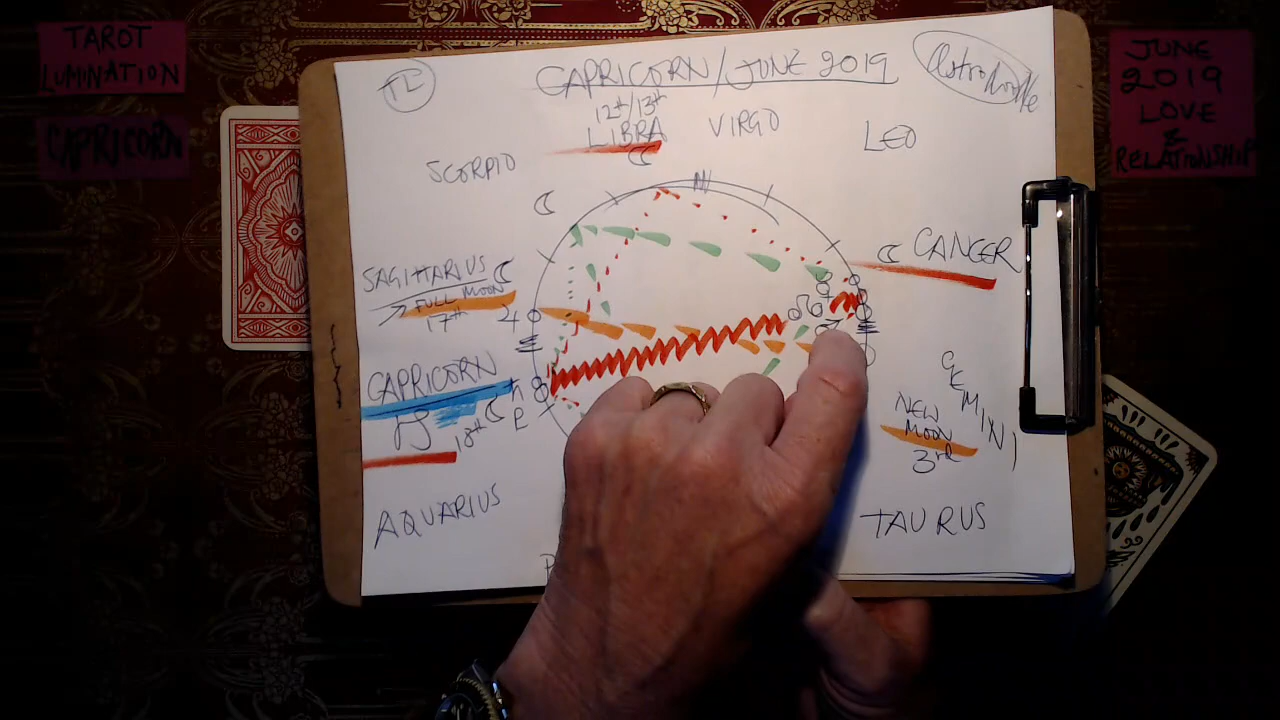 TAROT
LUMINATION
CAPRICORN
JUNE
2019
LOVE
&
RELATIONSHIP
TL
CAPRICORN/JUNE 2019
12th/13th
LIBRA
VIRGO
LEO
SCORPIO
CANCER
SAGITTARIUS
FULL MOON
17th
CAPRICORN
18th
GEMINI
NEW
MOON
3rd
AQUARIUS
TAURUS